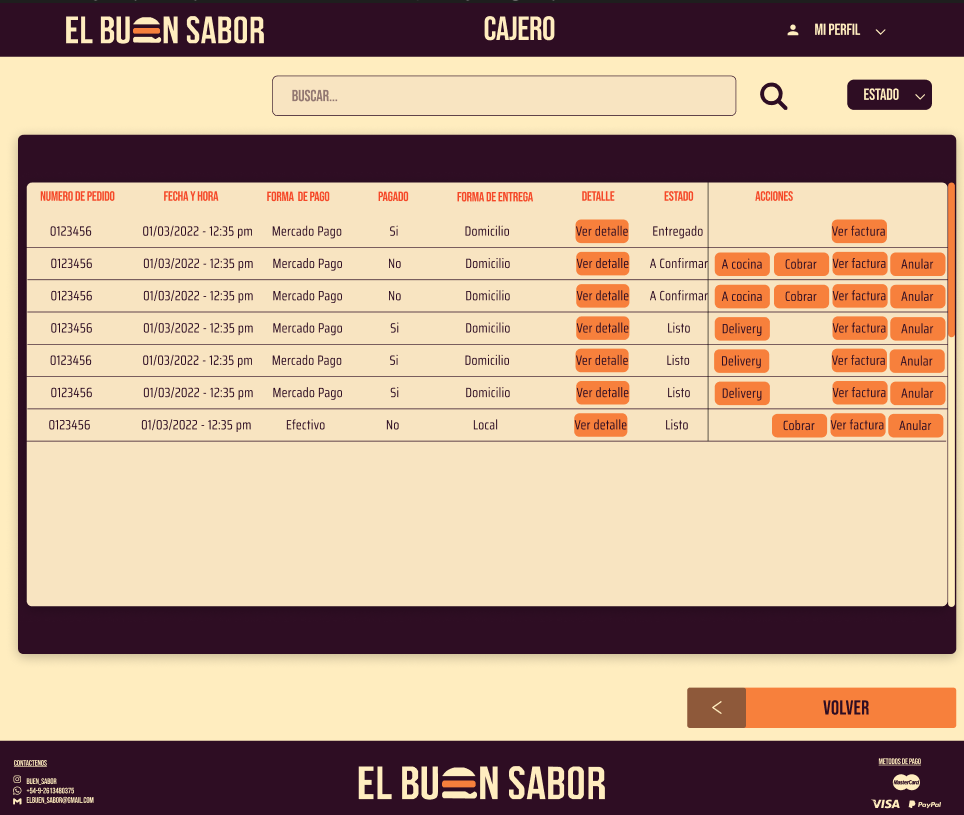 EL BUEN SABOR
CAJERO
MI PERFIL
BUSCAR...
ESTADO
NUMERO DE PEDIDO FECHA Y HORA FORMA DE PAGO PAGADO FORMA DE ENTREGA DETALLE ESTADO ACCIONES
0123456 01/03/2022 - 12:35 pm Mercado Pago Si Domicilio Ver detalle Entregado Ver factura
0123456 01/03/2022 - 12:35 pm Mercado Pago No Domicilio Ver detalle A Confirmar A cocina Cobrar Ver factura Anular
0123456 01/03/2022 - 12:35 pm Mercado Pago No Domicilio Ver detalle A Confirmar A cocina Cobrar Ver factura Anular
0123456 01/03/2022 - 12:35 pm Mercado Pago Si Domicilio Ver detalle Listo Delivery Ver factura Anular
0123456 01/03/2022 - 12:35 pm Mercado Pago Si Domicilio Ver detalle Listo Delivery Ver factura Anular
0123456 01/03/2022 - 12:35 pm Mercado Pago Si Domicilio Ver detalle Listo Delivery Ver factura Anular
0123456 01/03/2022 - 12:35 pm Efectivo No Local Ver detalle Listo Cobrar Ver factura Anular
< VOLVER
CONTACTENOS
BUEN_SABOR
+54-9-2613480375
ELBUEN_SABOR@GMAIL.COM
EL BUEN SABOR
METODOS DE PAGO
MasterCard
VISA PayPal